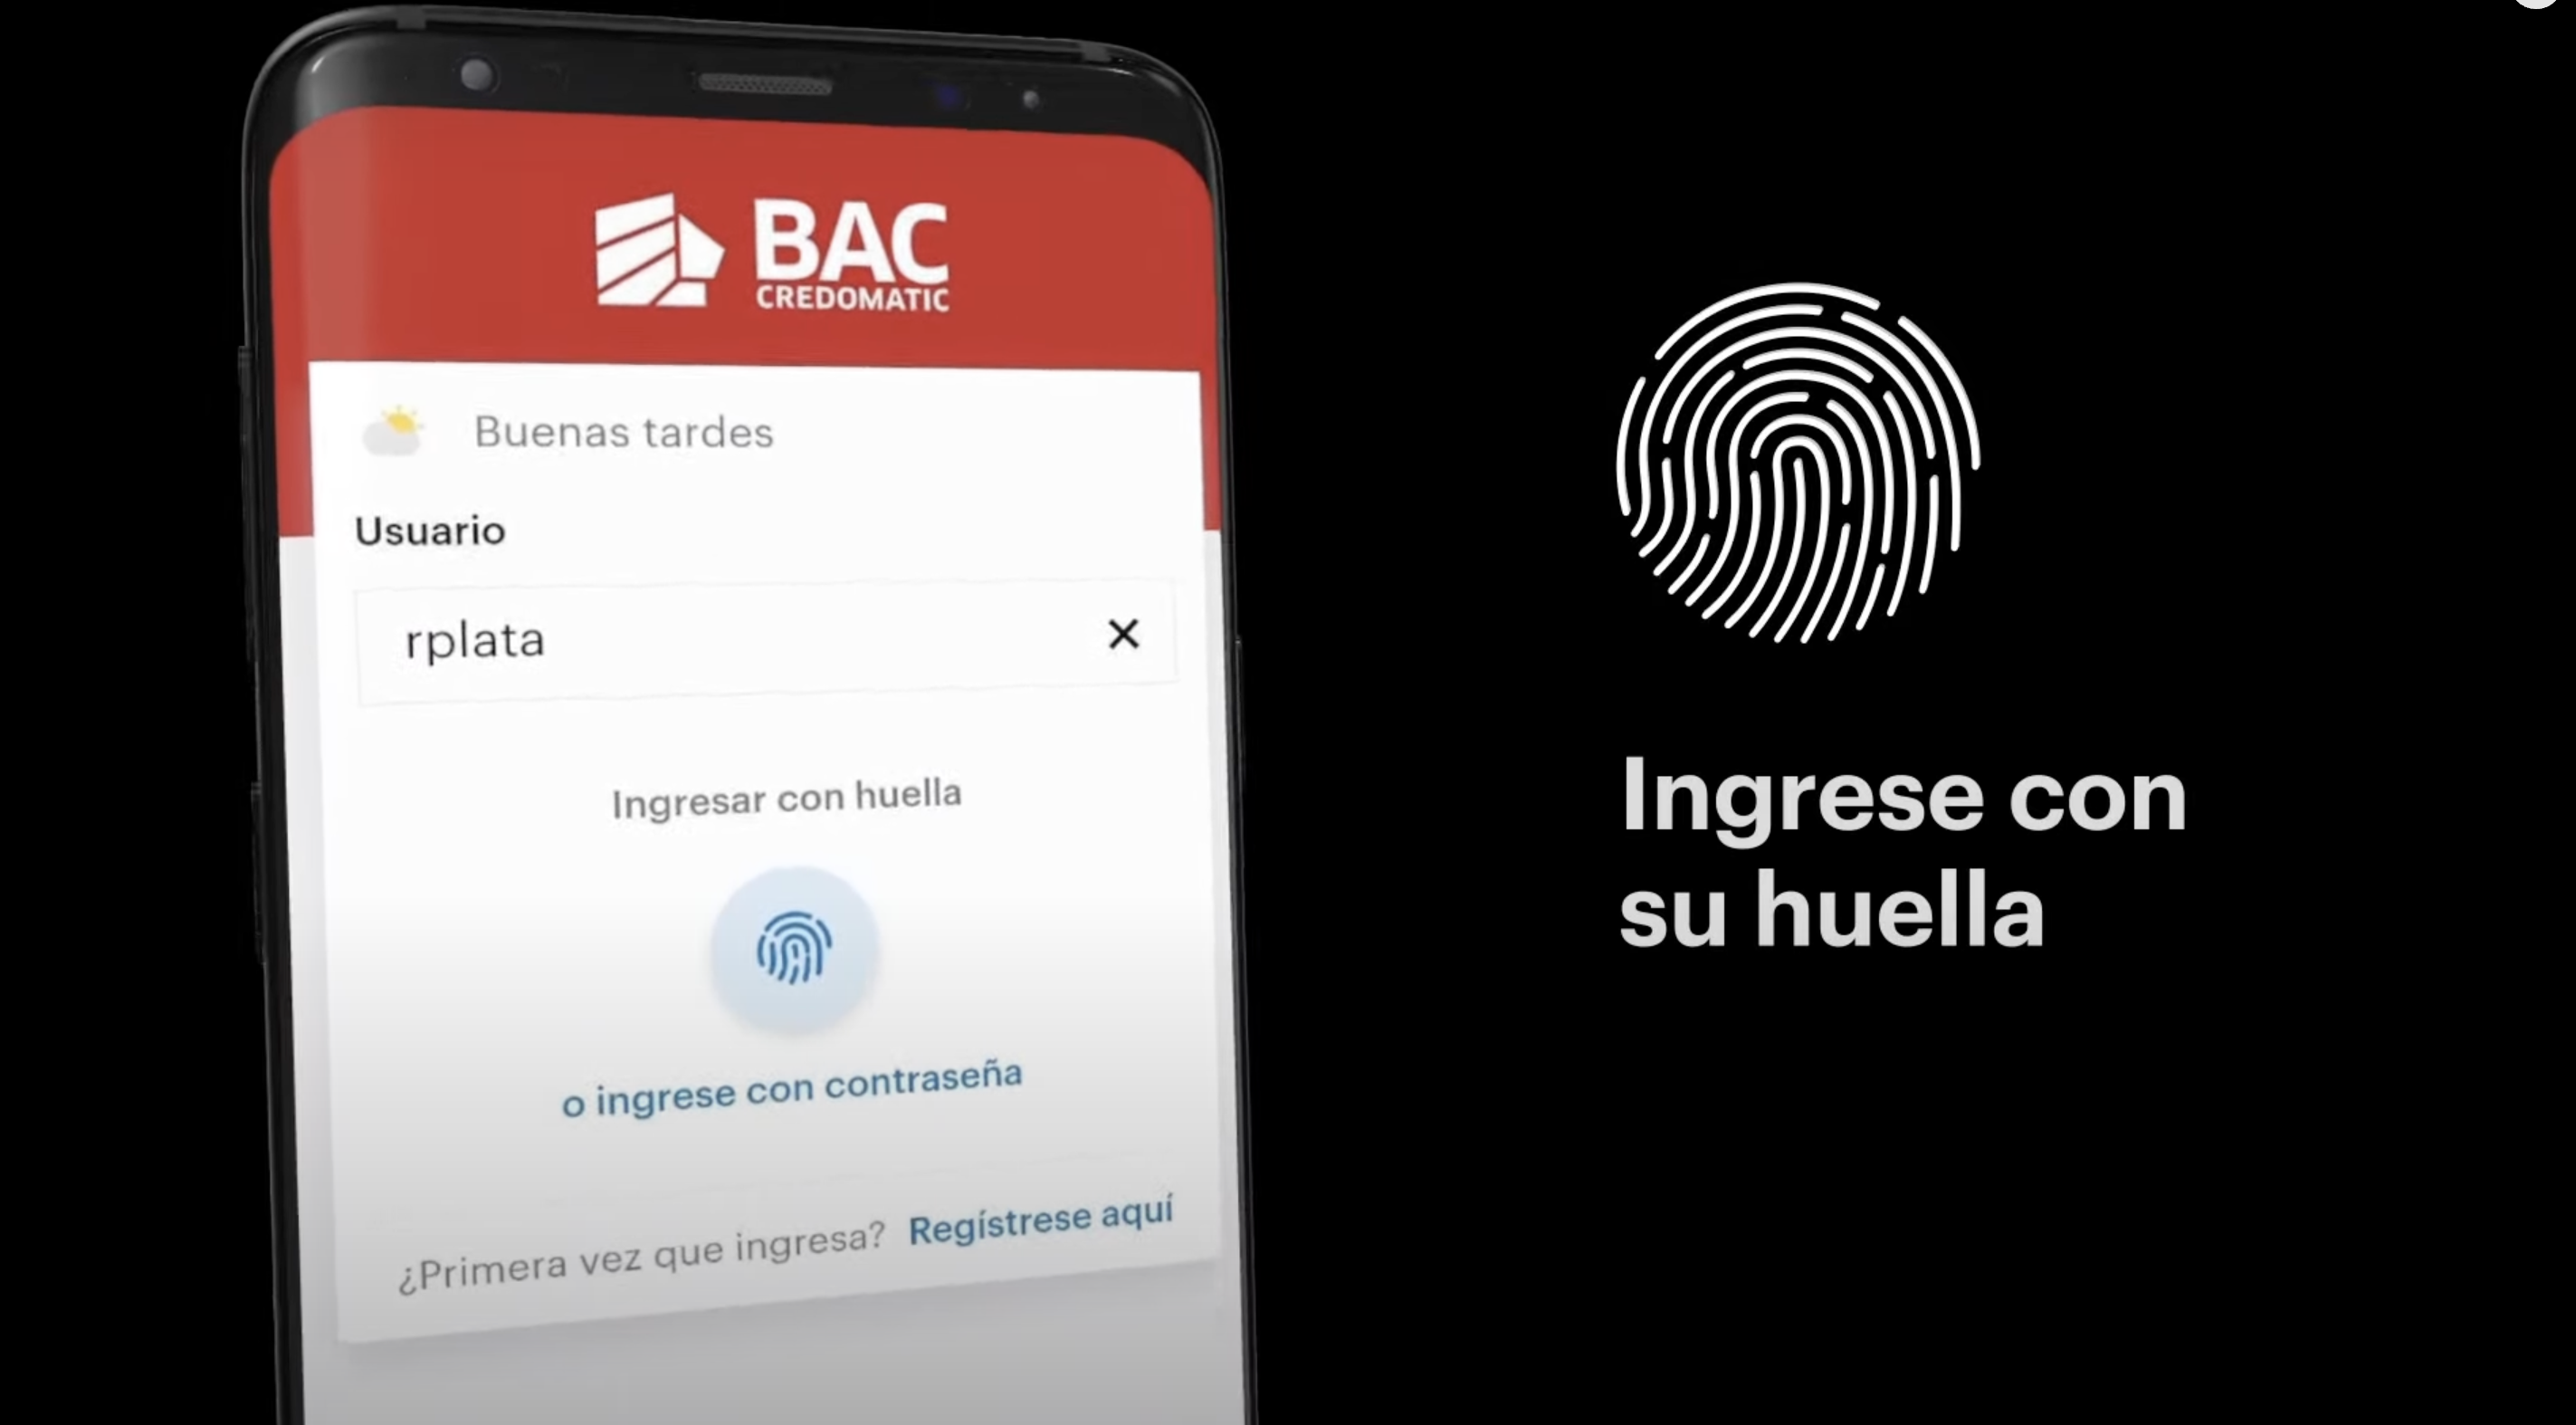 BAC
CREDOMATIC
Buenas tardes
Usuario
rplata
Ingresar con huella
o ingrese con contraseña
¿Primera vez que ingresa? Regístrese aquí
Ingrese con
su huella